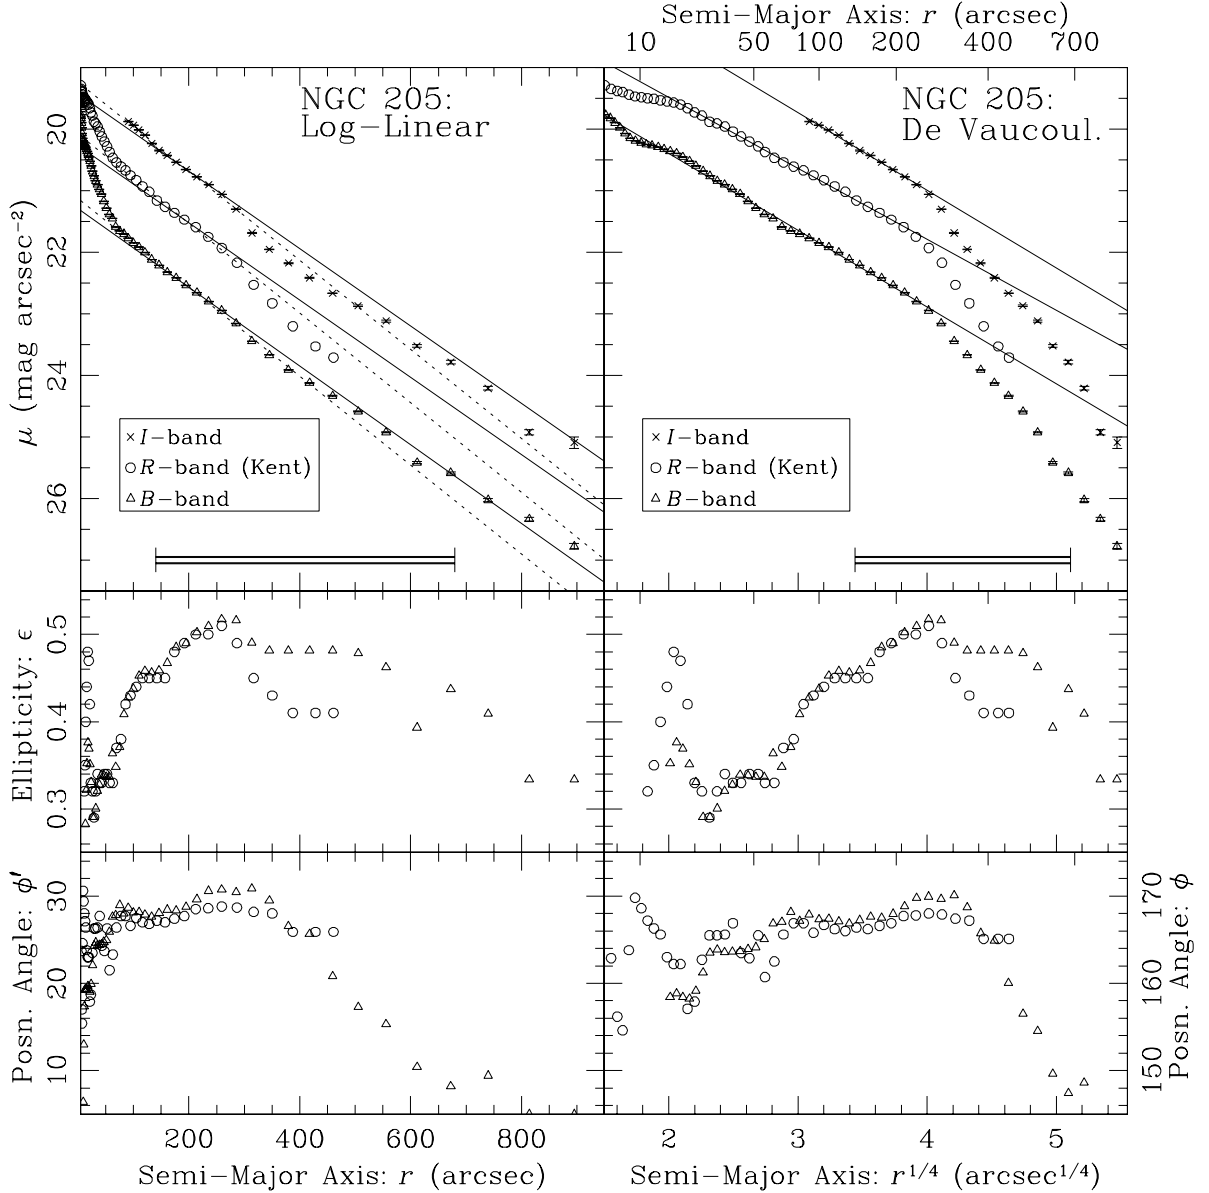 Semi-Major Axis: r (arcsec)
10 50 100 200 400 700
NGC 205:
Log-Linear
NGC 205:
De Vaucoul.
μ (mag arcsec⁻²)
20
22
24
26
× I-band
○ R-band (Kent)
△ B-band
× I-band
○ R-band (Kent)
△ B-band
Ellipticity: ϵ
0.5
0.4
0.3
Posn. Angle: ϕ′
30
20
10
170
160
150
Posn. Angle: ϕ
200 400 600 800
2 3 4 5
Semi-Major Axis: r (arcsec)
Semi-Major Axis: r¹/⁴ (arcsec¹/⁴)